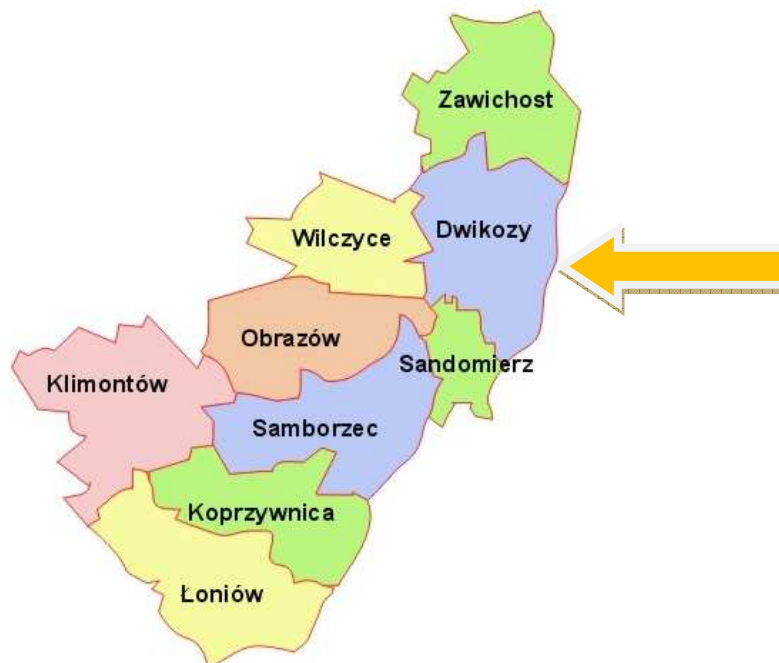 Zawichost
Dwikozy
Wilczyce
Obrazów
Sandomierz
Klimontów
Samborzec
Koprzywnica
Łoniów